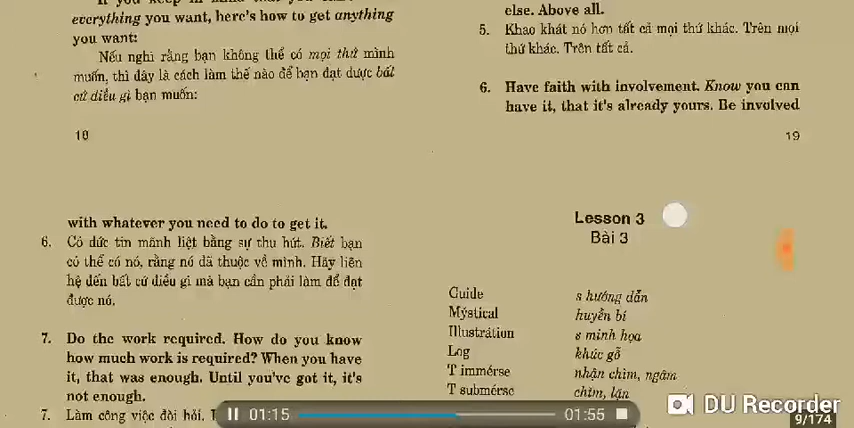 everything you want, here's how to get anything
you want:
Nếu nghĩ rằng bạn không thể có mọi thứ mình
muốn, thì đây là cách làm thế nào để bạn đạt được bất
cứ điều gì bạn muốn:
18
else. Above all.
5. Khao khát nó hơn tất cả mọi thứ khác. Trên mọi
thứ khác. Trên tất cả.
6. Have faith with involvement. Know you can
have it, that it's already yours. Be involved
19
with whatever you need to do to get it.
6. Có đức tin mãnh liệt bằng sự thu hút. Biết bạn
có thể có nó, rằng nó đã thuộc về mình. Hãy liên
hệ đến bất cứ điều gì mà bạn cần phải làm để đạt
được nó.
7. Do the work required. How do you know
how much work is required? When you have
it, that was enough. Until you've got it, it's
not enough.
7. Làm công việc đòi hỏi.
Lesson 3
Bài 3
Guide s hướng dẫn
Mýstical huyền bí
Illustrátion s minh họa
Log khúc gỗ
T immérse nhận chìm, ngâm
T submérse chìm, lặn
01:15
01:55
DU Recorder
9/174